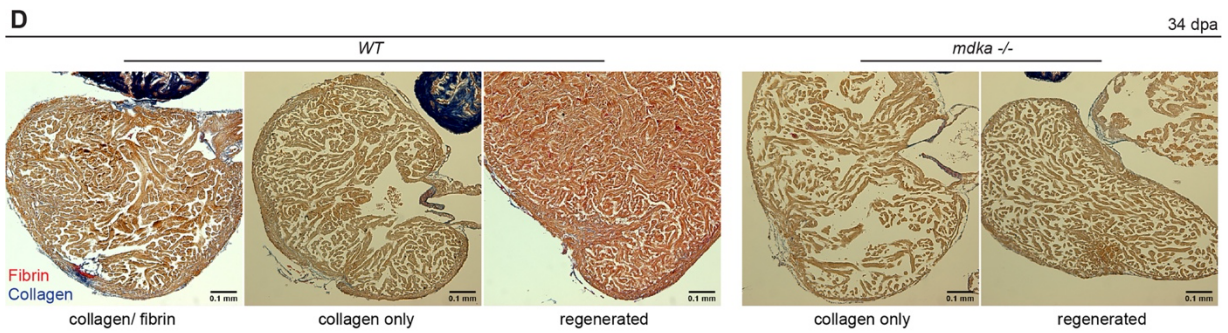 D
34 dpa
WT
mdka -/-
Fibrin
Collagen
0.1 mm
0.1 mm
0.1 mm
0.1 mm
0.1 mm
collagen/ fibrin
collagen only
regenerated
collagen only
regenerated